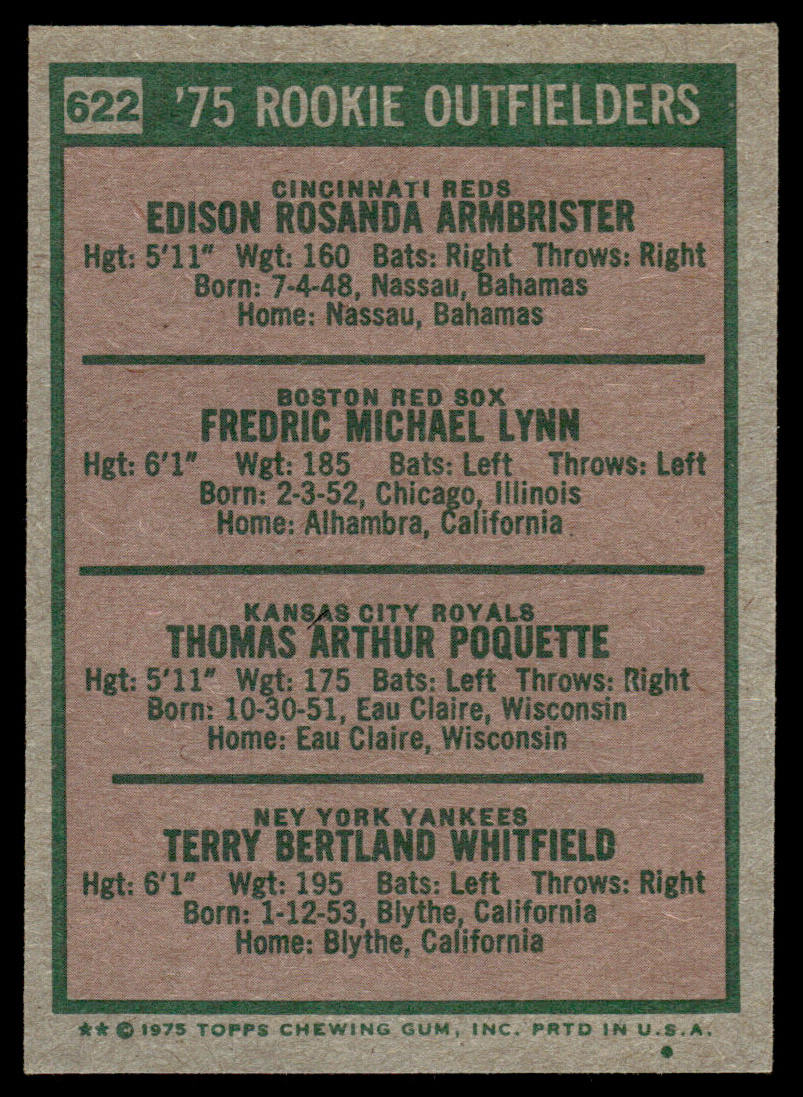 622 '75 ROOKIE OUTFIELDERS
CINCINNATI REDS
EDISON ROSANDA ARMBRISTER
Hgt: 5'11" Wgt: 160 Bats: Right Throws: Right
Born: 7-4-48, Nassau, Bahamas
Home: Nassau, Bahamas
BOSTON RED SOX
FREDRIC MICHAEL LYNN
Hgt: 6'1" Wgt: 185 Bats: Left Throws: Left
Born: 2-3-52, Chicago, Illinois
Home: Alhambra, California
KANSAS CITY ROYALS
THOMAS ARTHUR POQUETTE
Hgt: 5'11" Wgt: 175 Bats: Left Throws: Right
Born: 10-30-51, Eau Claire, Wisconsin
Home: Eau Claire, Wisconsin
NEY YORK YANKEES
TERRY BERTLAND WHITFIELD
Hgt: 6'1" Wgt: 195 Bats: Left Throws: Right
Born: 1-12-53, Blythe, California
Home: Blythe, California
** © 1975 TOPPS CHEWING GUM, INC. PRTD IN U.S.A.